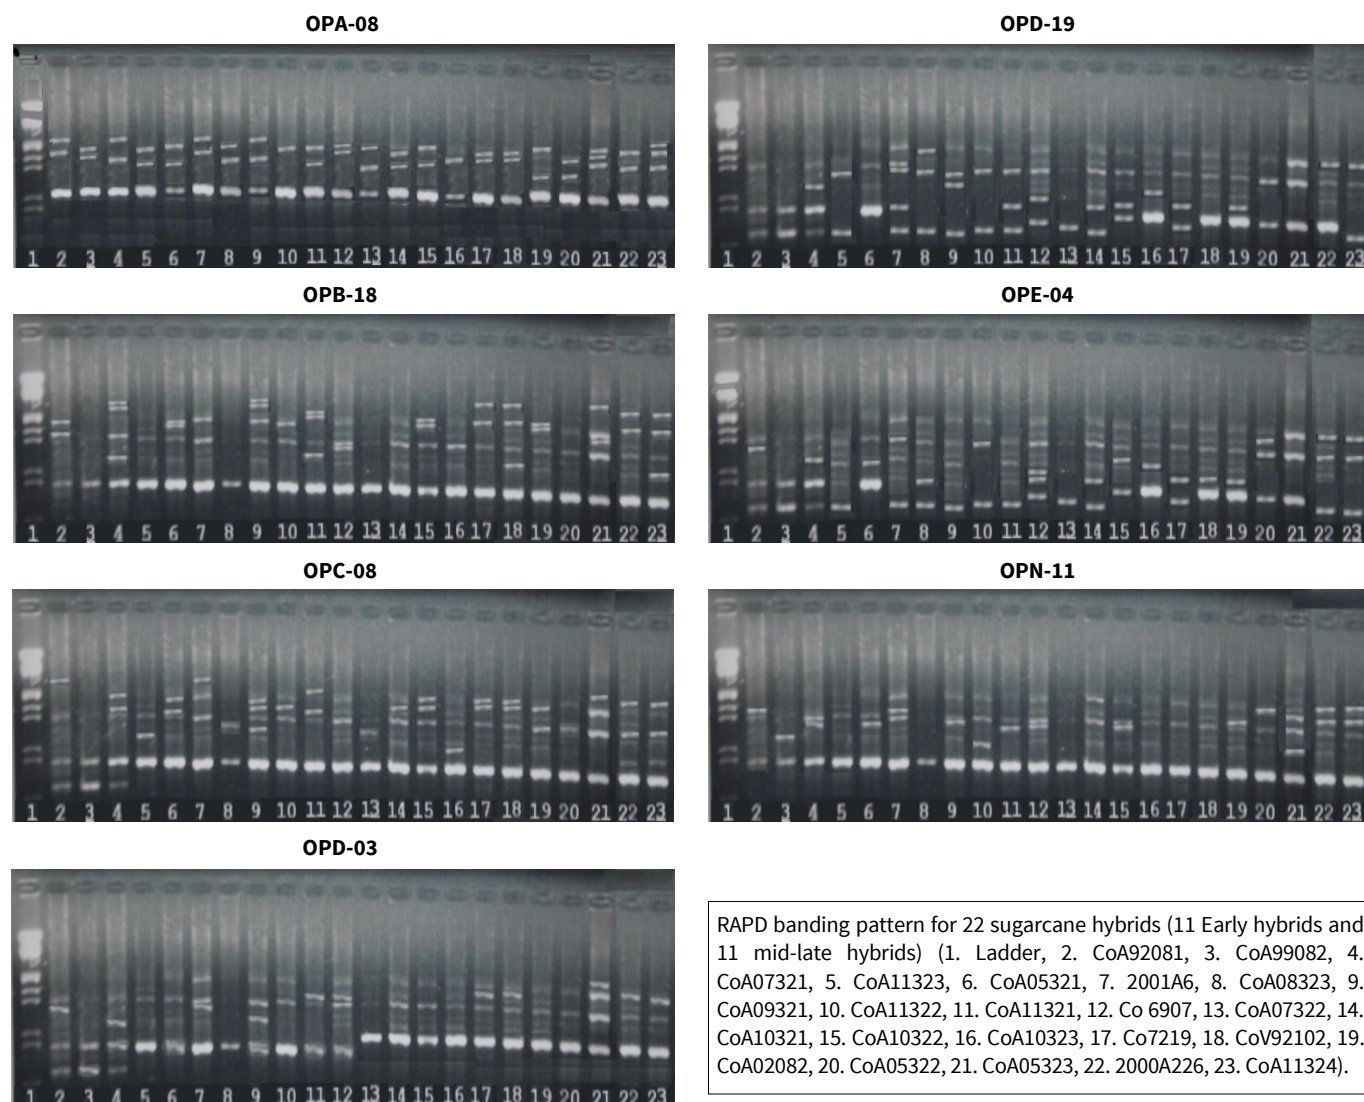 OPA-08
1 2 3 4 5 6 7 8 9 10 11 12 13 14 15 16 17 18 19 20 21 22 23
OPB-18
1 2 3 4 5 6 7 8 9 10 11 12 13 14 15 16 17 18 19 20 21 22 23
OPC-08
1 2 3 4 5 6 7 8 9 10 11 12 13 14 15 16 17 18 19 20 21 22 23
OPD-03
1 2 3 4 5 6 7 8 9 10 11 12 13 14 15 16 17 18 19 20 21 22 23
OPD-19
1 2 3 4 5 6 7 8 9 10 11 12 13 14 15 16 17 18 19 20 21 22 23
OPE-04
1 2 3 4 5 6 7 8 9 10 11 12 13 14 15 16 17 18 19 20 21 22 23
OPN-11
1 2 3 4 5 6 7 8 9 10 11 12 13 14 15 16 17 18 19 20 21 22 23
RAPD banding pattern for 22 sugarcane hybrids (11 Early hybrids and
11 mid-late hybrids) (1. Ladder, 2. CoA92081, 3. CoA99082, 4.
CoA07321, 5. CoA11323, 6. CoA05321, 7. 2001A6, 8. CoA08323, 9.
CoA09321, 10. CoA11322, 11. CoA11321, 12. Co 6907, 13. CoA07322, 14.
CoA10321, 15. CoA10322, 16. CoA10323, 17. Co7219, 18. CoV92102, 19.
CoA02082, 20. CoA05322, 21. CoA05323, 22. 2000A226, 23. CoA11324).